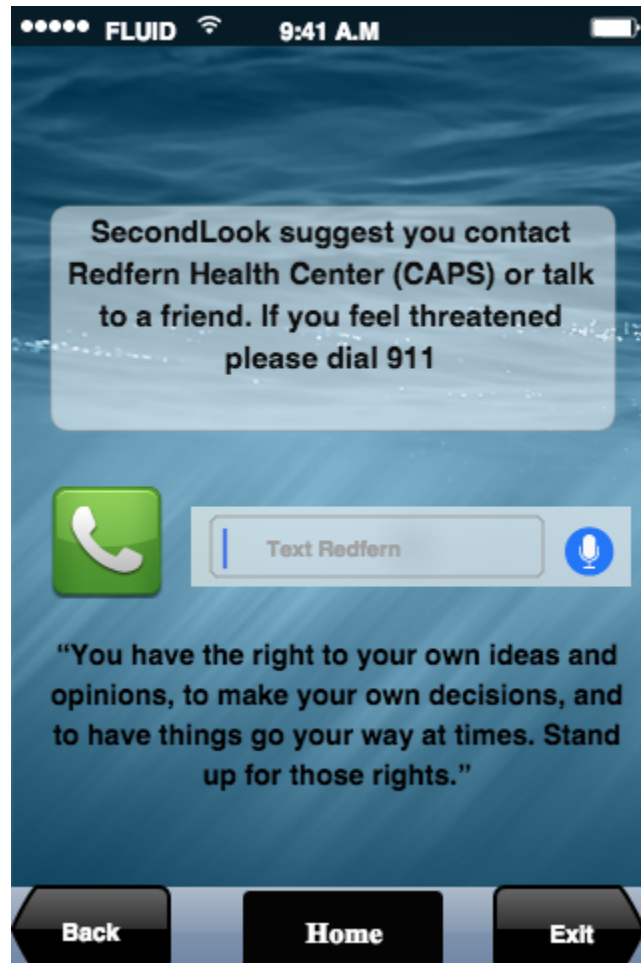 FLUID 9:41 A.M
SecondLook suggest you contact
Redfern Health Center (CAPS) or talk
to a friend. If you feel threatened
please dial 911
Text Redfern
“You have the right to your own ideas and
opinions, to make your own decisions, and
to have things go your way at times. Stand
up for those rights.”
Back Home Exit